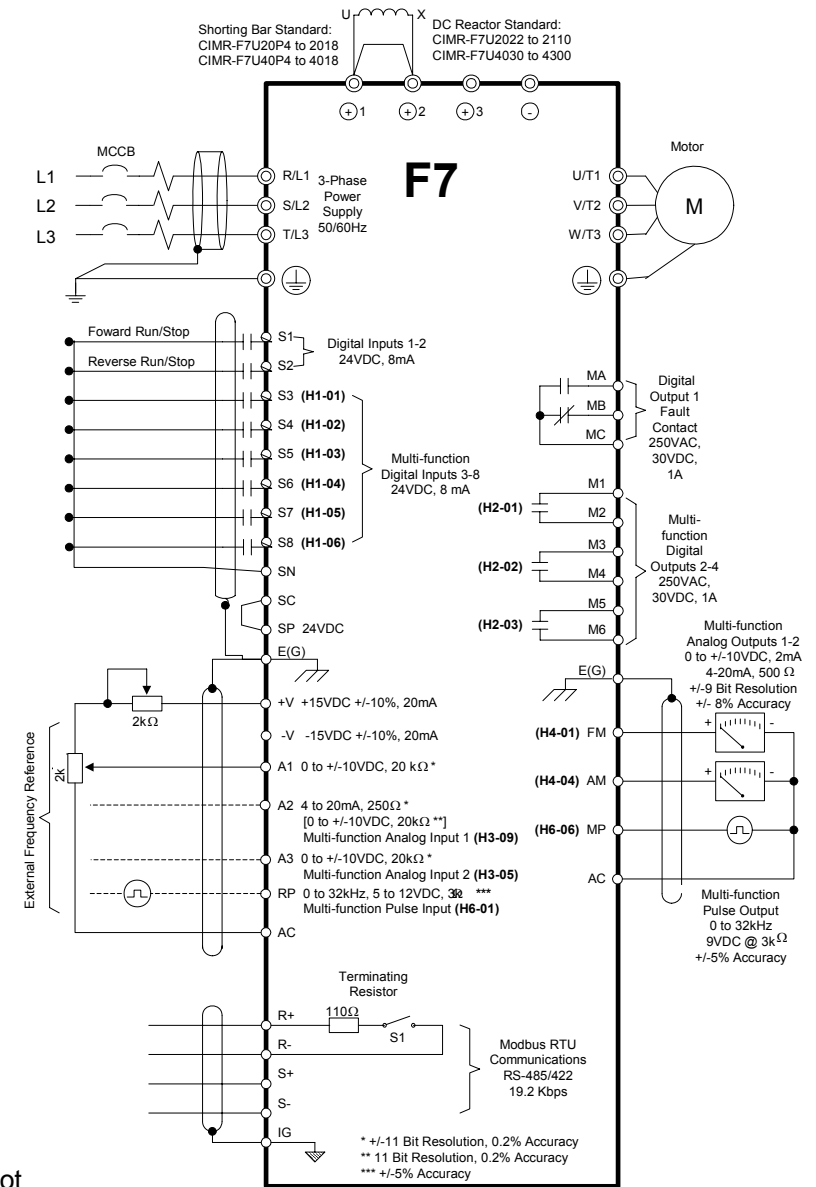 Shorting Bar Standard:
CIMR-F7U20P4 to 2018
CIMR-F7U40P4 to 4018
U
X
DC Reactor Standard:
CIMR-F7U2022 to 2110
CIMR-F7U4030 to 4300
+ 1
+ 2
+ 3
-
F7
MCCB
L1
L2
L3
R/L1
S/L2
T/L3
3-Phase
Power
Supply
50/60Hz
Motor
U/T1
V/T2
W/T3
M
Foward Run/Stop
Reverse Run/Stop
S1
S2
Digital Inputs 1-2
24VDC, 8mA
S3 (H1-01)
S4 (H1-02)
S5 (H1-03)
S6 (H1-04)
S7 (H1-05)
S8 (H1-06)
Multi-function
Digital Inputs 3-8
24VDC, 8 mA
SN
SC
SP 24VDC
E(G)
MA
MB
MC
Digital
Output 1
Fault
Contact
250VAC,
30VDC,
1A
M1
(H2-01)
M2
M3
(H2-02)
M4
M5
(H2-03)
M6
Multi-
function
Digital
Outputs 2-4
250VAC,
30VDC, 1A
Multi-function
Analog Outputs 1-2
0 to +/-10VDC, 2mA
4-20mA, 500 Ω
+/-9 Bit Resolution
+/- 8% Accuracy
E(G)
(H4-01) FM
+ -
(H4-04) AM
+ -
(H6-06) MP
AC
Multi-function
Pulse Output
0 to 32kHz
9VDC @ 3kΩ
+/-5% Accuracy
External Frequency Reference
2kΩ
2k
+V +15VDC +/-10%, 20mA
-V -15VDC +/-10%, 20mA
A1 0 to +/-10VDC, 20 kΩ *
A2 4 to 20mA, 250Ω *
[0 to +/-10VDC, 20kΩ **]
Multi-function Analog Input 1 (H3-09)
A3 0 to +/-10VDC, 20kΩ *
Multi-function Analog Input 2 (H3-05)
RP 0 to 32kHz, 5 to 12VDC, ***
Multi-function Pulse Input (H6-01)
AC
Terminating
Resistor
110Ω
S1
R+
R-
S+
S-
IG
Modbus RTU
Communications
RS-485/422
19.2 Kbps
* +/-11 Bit Resolution, 0.2% Accuracy
** 11 Bit Resolution, 0.2% Accuracy
*** +/-5% Accuracy
ot